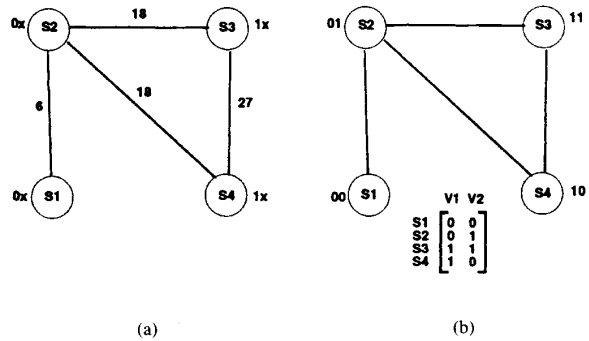 0x S2 18 S3 1x
6 18 27
0x S1 S4 1x
(a)
01 S2 S3 11
00 S1 S4 10
V1 V2
S1 0 0
S2 0 1
S3 1 1
S4 1 0
(b)